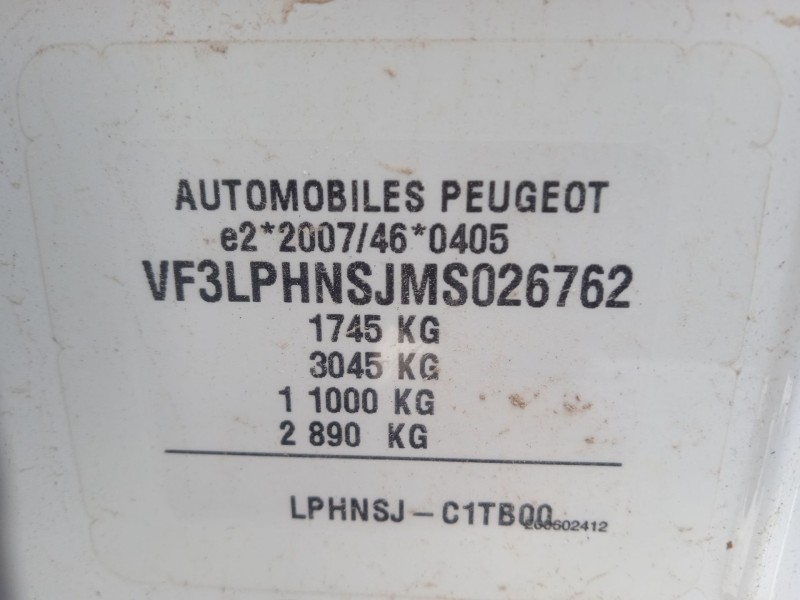 AUTOMOBILES PEUGEOT
e2*2007/46*0405
VF3LPHNSJMS026762
1745 KG
3045 KG
1 1000 KG
2 890 KG
LPHNSJ - C1TB00